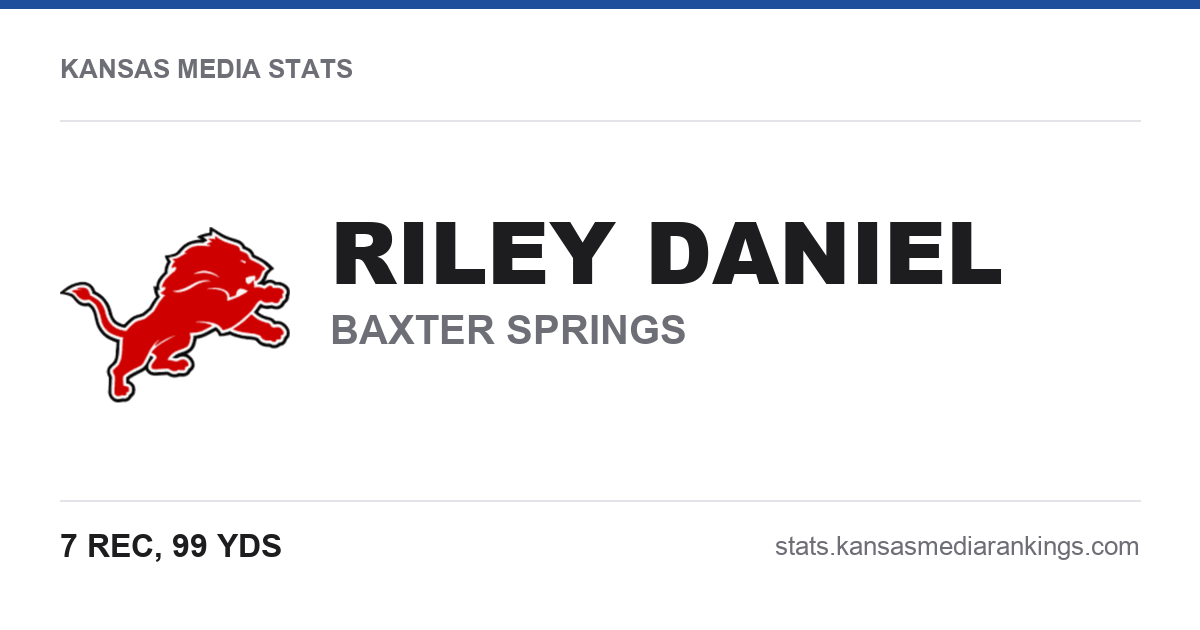 KANSAS MEDIA STATS
RILEY DANIEL
BAXTER SPRINGS
7 REC, 99 YDS
stats.kansasmediarankings.com